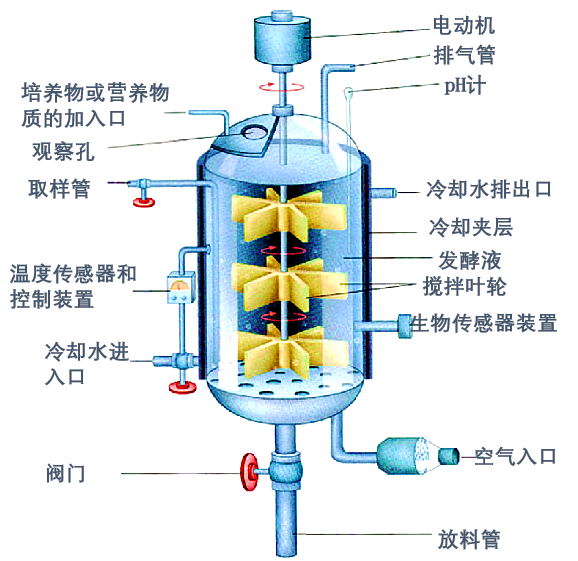 电动机
排气管
pH计
培养物或营养物
质的加入口
观察孔
取样管
冷却水排出口
冷却夹层
发酵液
温度传感器和
控制装置
搅拌叶轮
生物传感器装置
冷却水进
入口
阀门
空气入口
放料管